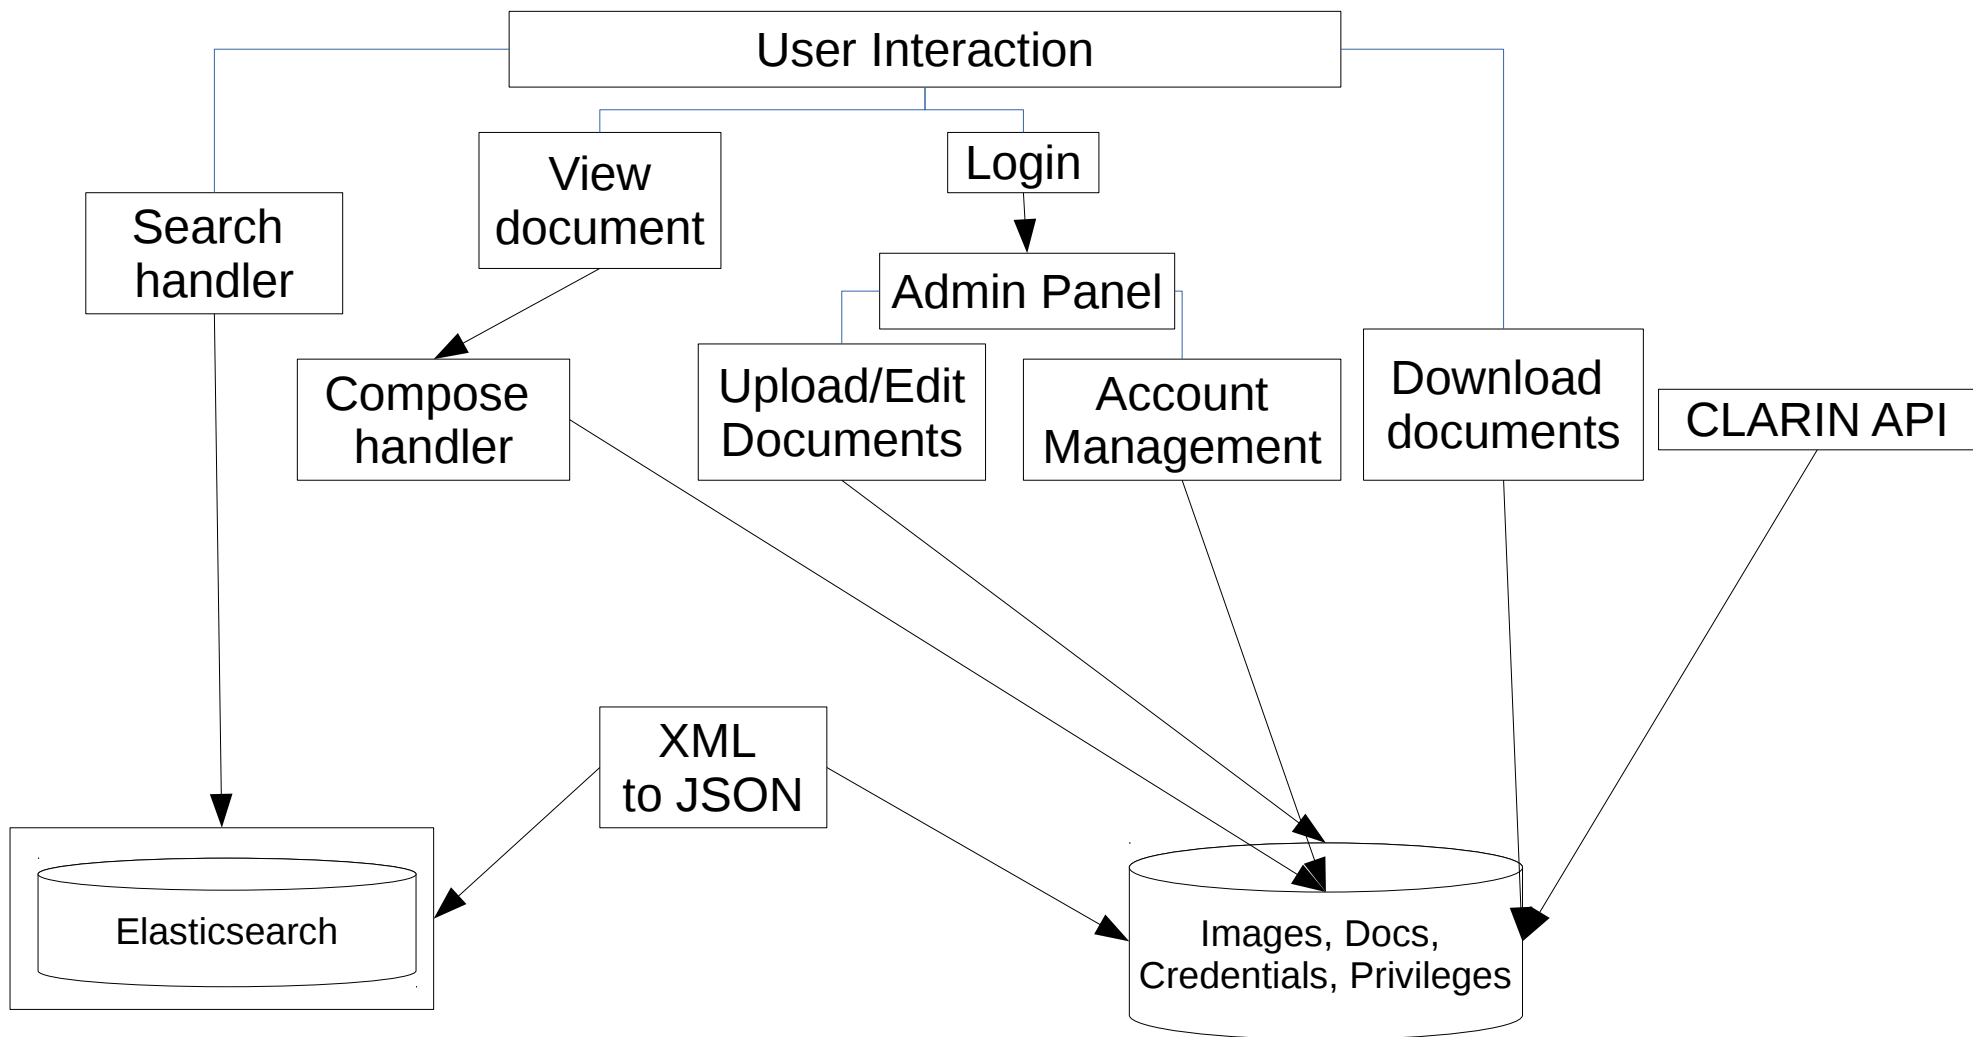 User Interaction
View
document
Login
Search
handler
Admin Panel
Compose
handler
Upload/Edit
Documents
Account
Management
Download
documents
CLARIN API
XML
to JSON
Elasticsearch
Images, Docs,
Credentials, Privileges